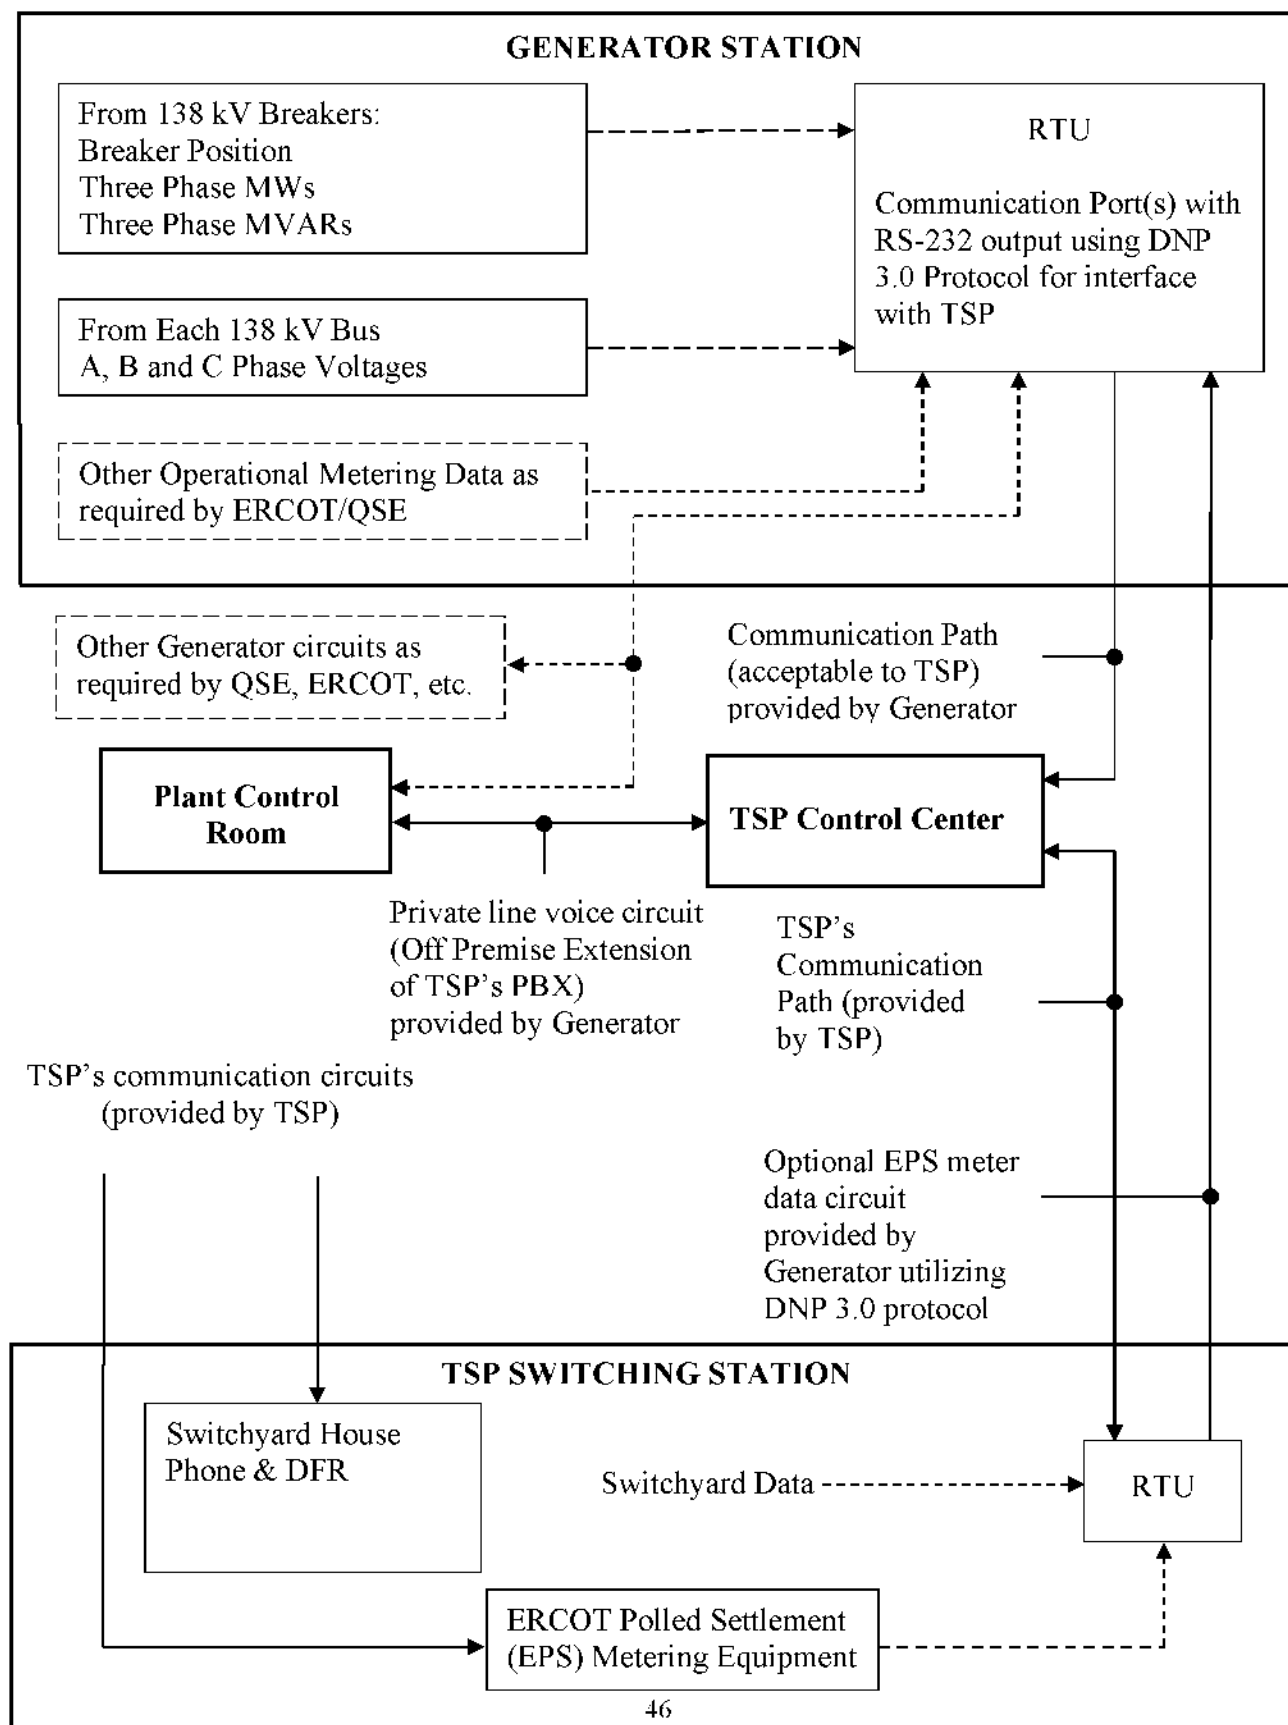 GENERATOR STATION
From 138 kV Breakers:
Breaker Position
Three Phase MWs
Three Phase MVARs
RTU
Communication Port(s) with
RS-232 output using DNP
3.0 Protocol for interface
with TSP
From Each 138 kV Bus
A, B and C Phase Voltages
Other Operational Metering Data as
required by ERCOT/QSE
Other Generator circuits as
required by QSE, ERCOT, etc.
Communication Path
(acceptable to TSP)
provided by Generator
Plant Control
Room
TSP Control Center
Private line voice circuit
(Off Premise Extension
of TSP's PBX)
provided by Generator
TSP's
Communication
Path (provided
by TSP)
TSP's communication circuits
(provided by TSP)
Optional EPS meter
data circuit
provided by
Generator utilizing
DNP 3.0 protocol
TSP SWITCHING STATION
Switchyard House
Phone & DFR
Switchyard Data
RTU
ERCOT Polled Settlement
(EPS) Metering Equipment
46